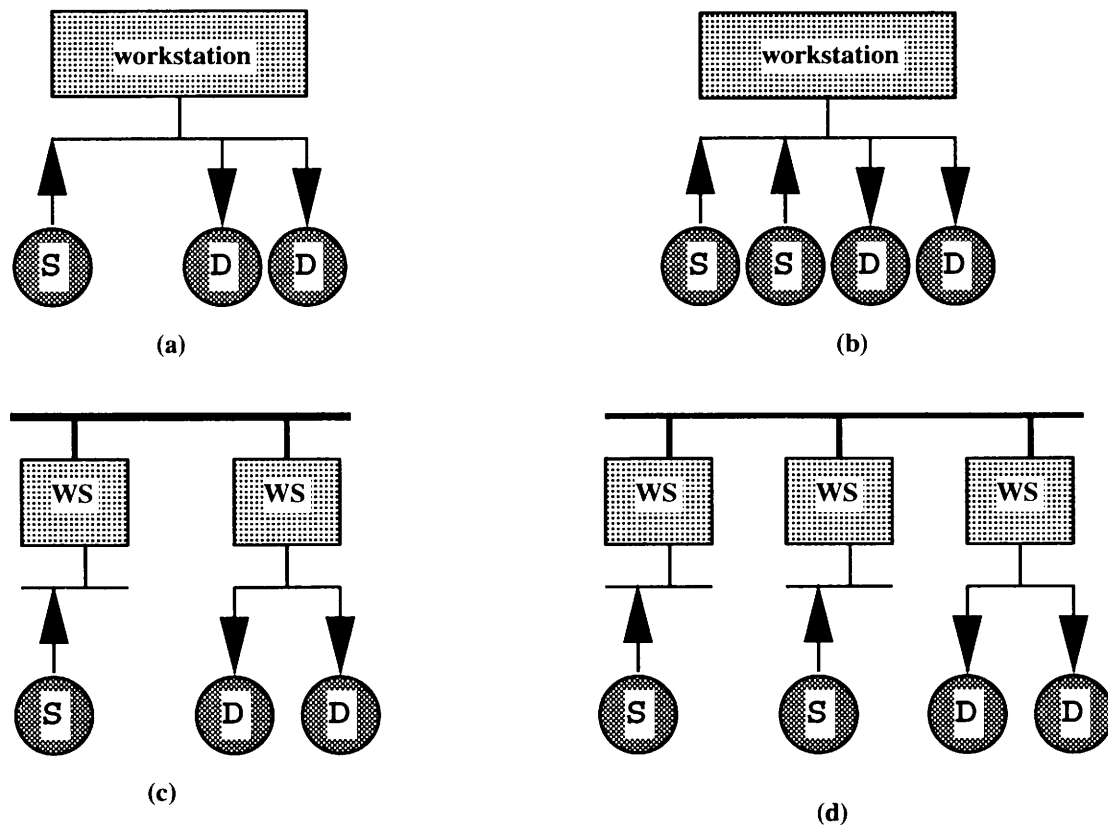 workstation
workstation
S D D
S S D D
(a)
(b)
WS WS
WS WS WS
S D D
S S D D
(c)
(d)